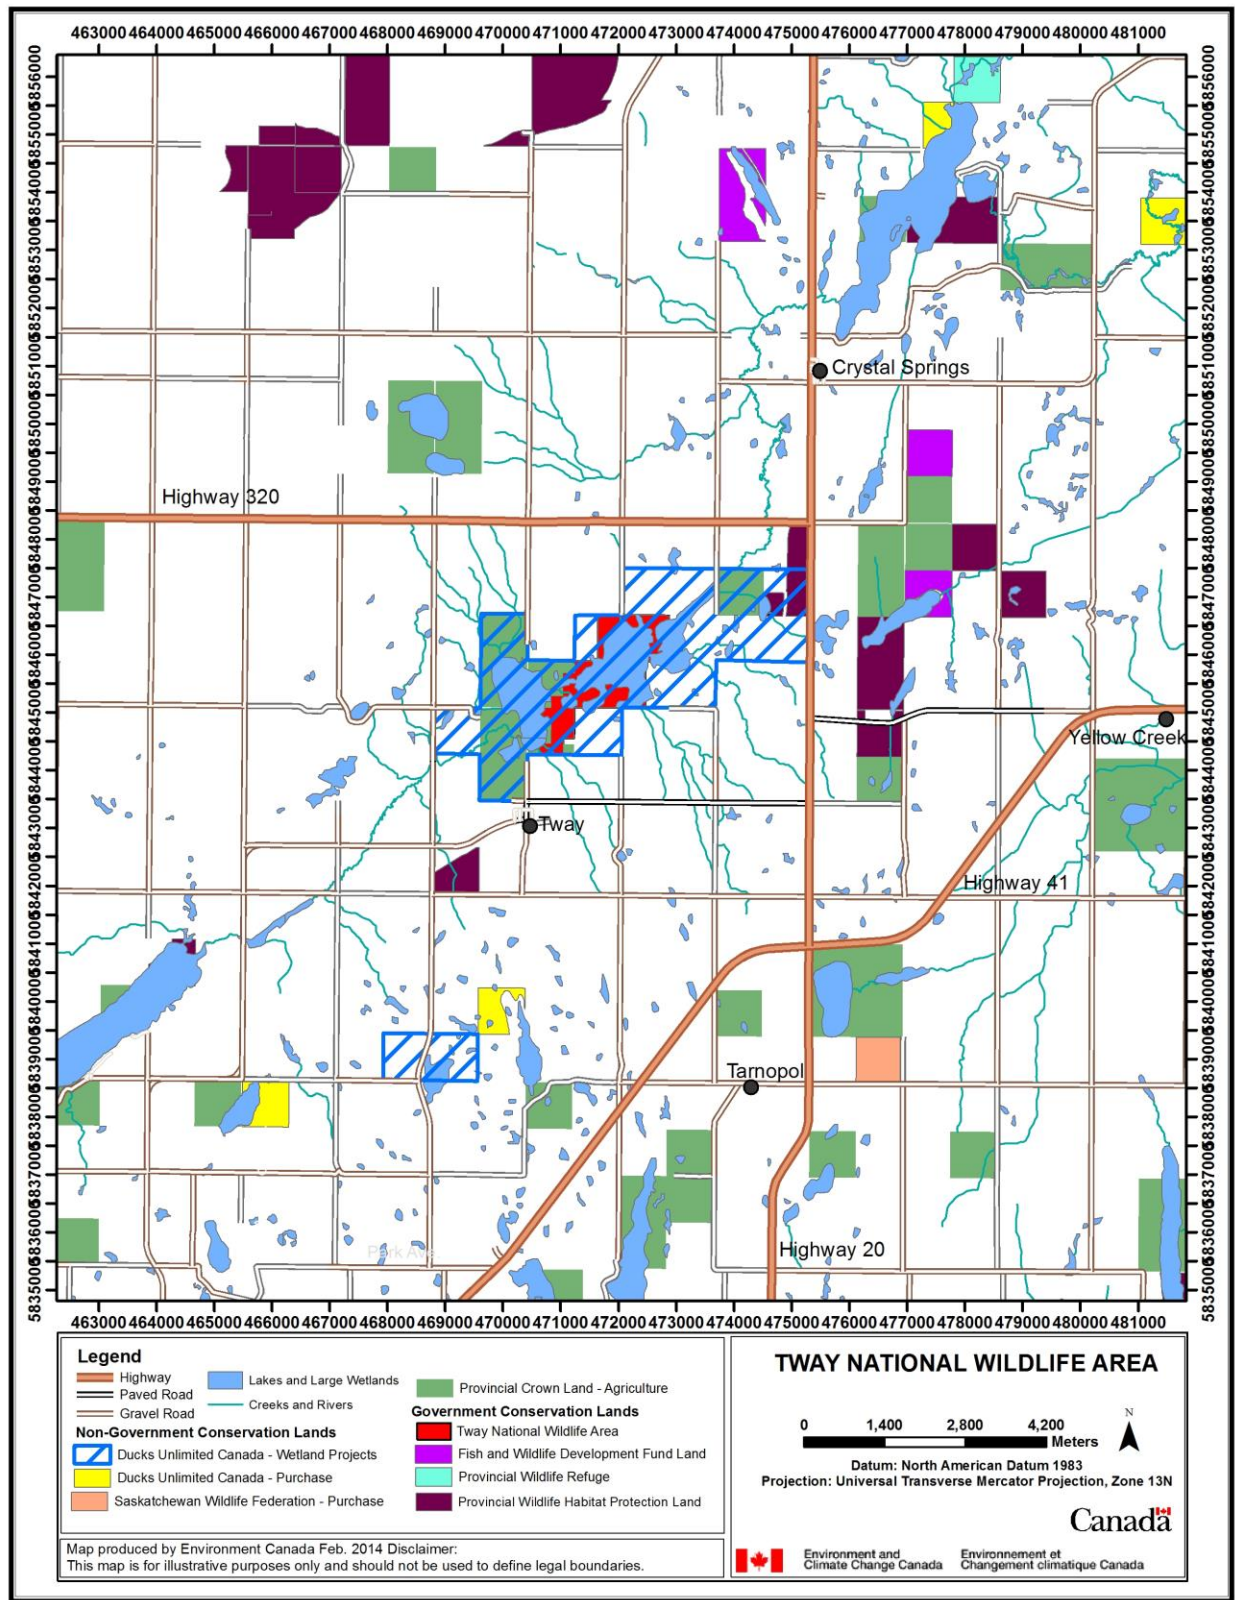 463000 464000 465000 466000 467000 468000 469000 470000 471000 472000 473000 474000 475000 476000 477000 478000 479000 480000 481000
Crystal Springs
Highway 320
Yellow Creek
Tway
Highway 41
Tarnopol
Highway 20
Park Ave
463000 464000 465000 466000 467000 468000 469000 470000 471000 472000 473000 474000 475000 476000 477000 478000 479000 480000 481000
Legend
Highway
Paved Road
Gravel Road
Lakes and Large Wetlands
Creeks and Rivers
Non-Government Conservation Lands
Ducks Unlimited Canada - Wetland Projects
Ducks Unlimited Canada - Purchase
Saskatchewan Wildlife Federation - Purchase
Provincial Crown Land - Agriculture
Government Conservation Lands
Tway National Wildlife Area
Fish and Wildlife Development Fund Land
Provincial Wildlife Refuge
Provincial Wildlife Habitat Protection Land
Map produced by Environment Canada Feb. 2014 Disclaimer:
This map is for illustrative purposes only and should not be used to define legal boundaries.
TWAY NATIONAL WILDLIFE AREA
0 1,400 2,800 4,200
Meters
N
Datum: North American Datum 1983
Projection: Universal Transverse Mercator Projection, Zone 13N
Canada
Environment and
Climate Change Canada
Environnement et
Changement climatique Canada